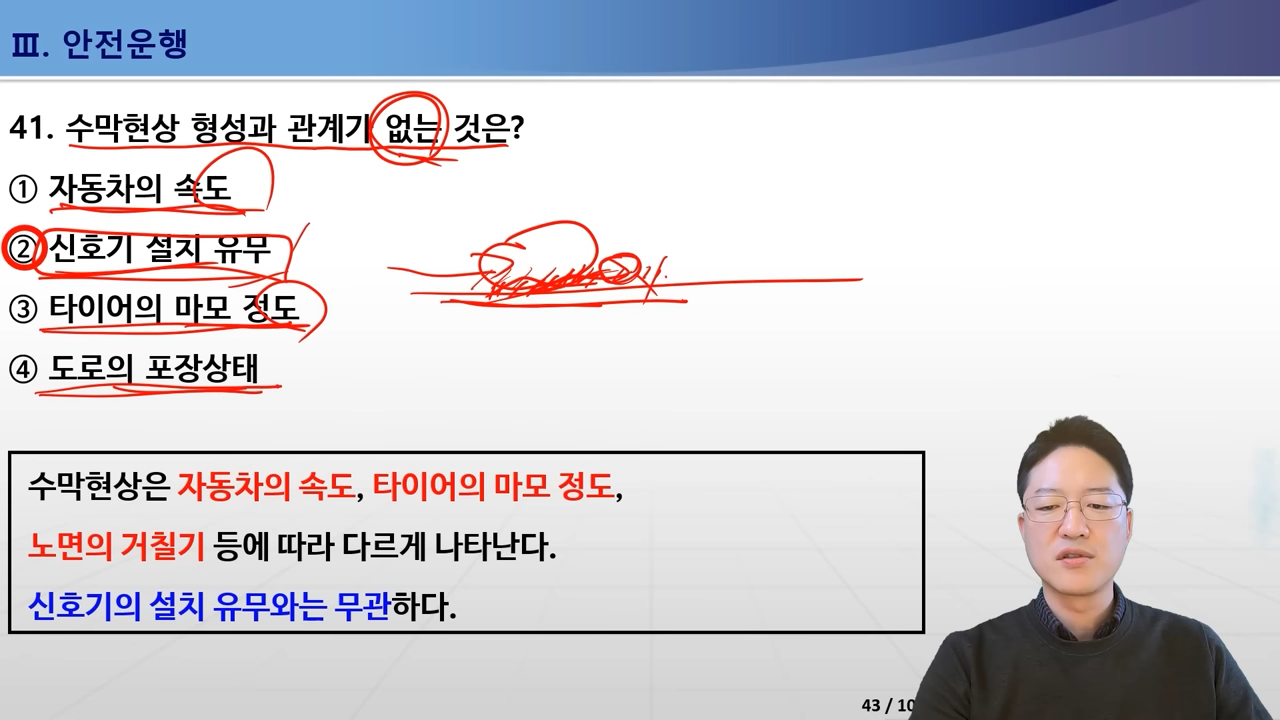 Ⅲ. 안전운행
41. 수막현상 형성과 관계가 없는 것은?
① 자동차의 속도
② 신호기 설치 유무
③ 타이어의 마모 정도
④ 도로의 포장상태
수막현상은 자동차의 속도, 타이어의 마모 정도,
노면의 거칠기 등에 따라 다르게 나타난다.
신호기의 설치 유무와는 무관하다.
43 / 10